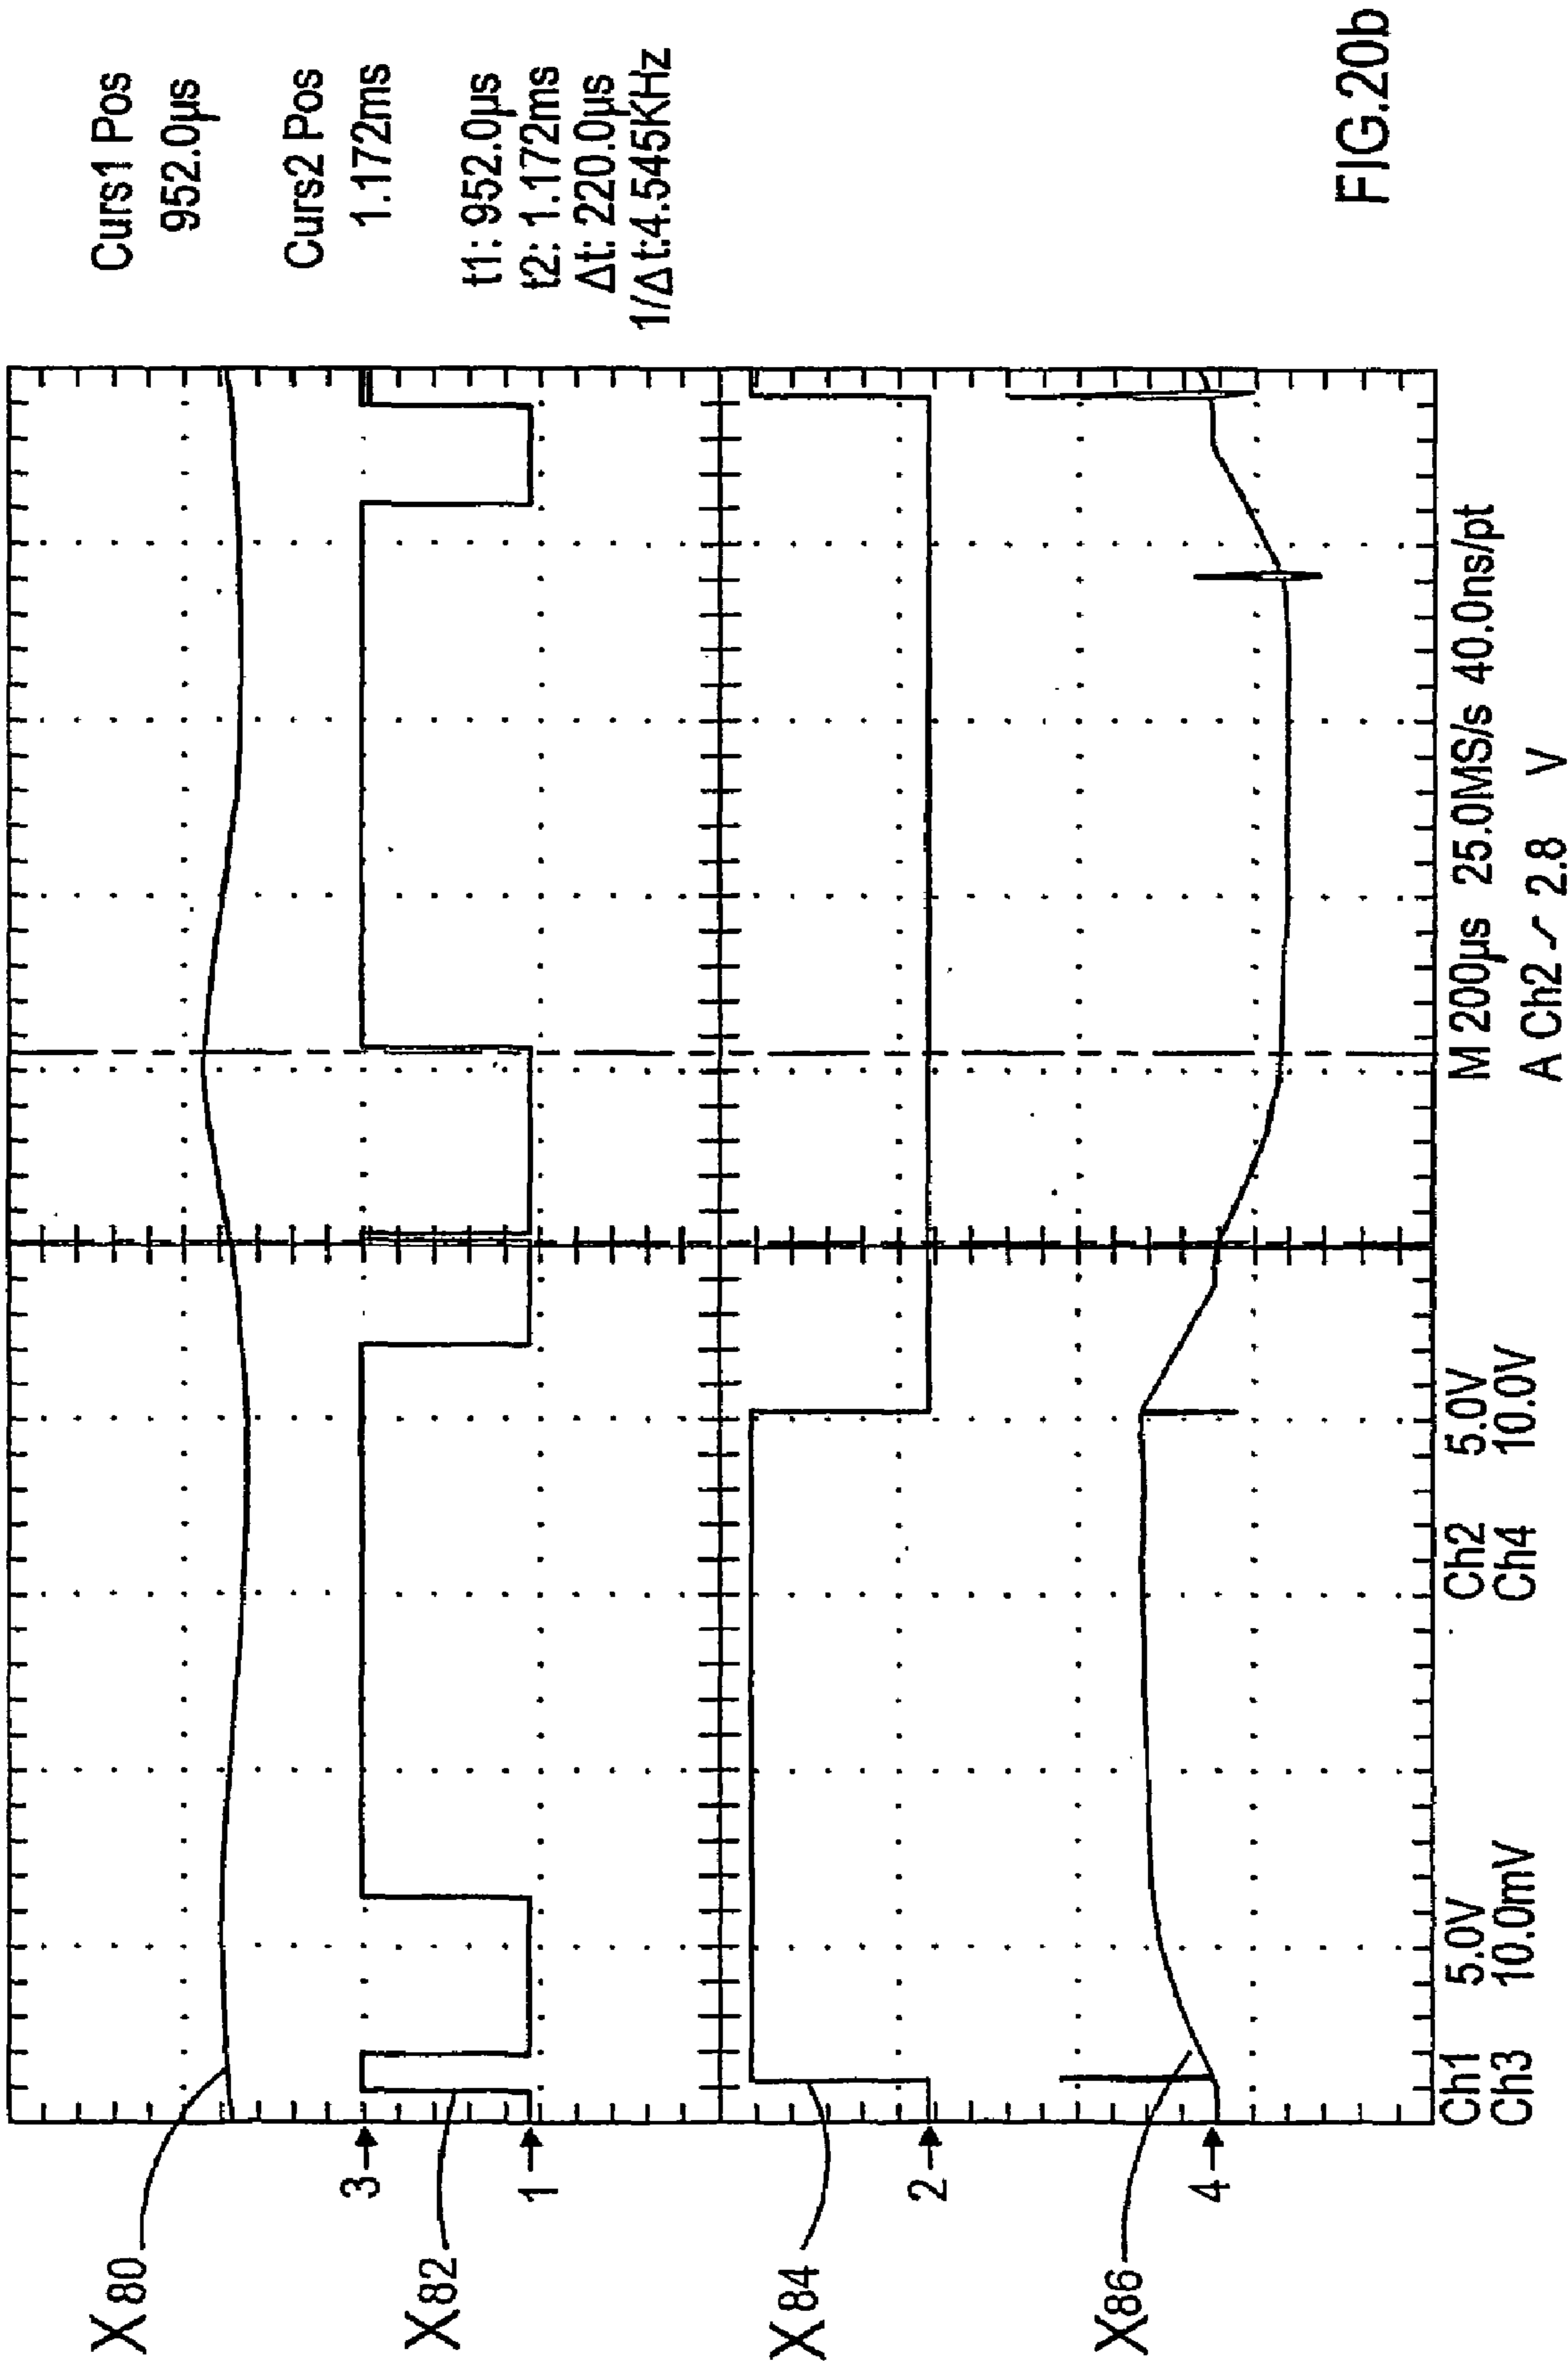 Curs1 Pos
952.0µs
Curs2 Pos
1.172ms
t1: 952.0µs
t2: 1.172ms
Δt: 220.0µs
1/Δt:4.545KHz
X80
3
X82
1
X84
2
X86
4
Ch1 5.0V Ch2 5.0V M 200µs 25.0MS/s 40.0ns/pt
Ch3 10.0mV Ch4 10.0V A Ch2 2.8 V
FIG.20b